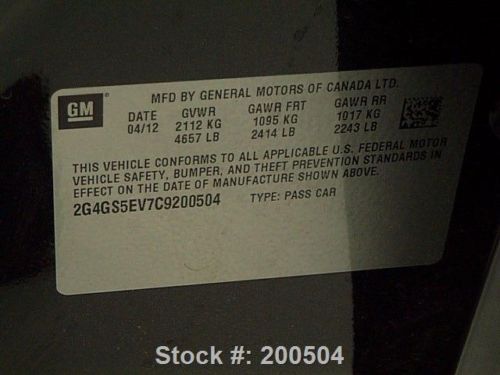 GM
MFD BY GENERAL MOTORS OF CANADA LTD.
DATE GVWR GAWR FRT GAWR RR
04/12 2112 KG 1095 KG 1017 KG
4657 LB 2414 LB 2243 LB
THIS VEHICLE CONFORMS TO ALL APPLICABLE U.S. FEDERAL MOTOR
VEHICLE SAFETY, BUMPER, AND THEFT PREVENTION STANDARDS IN
EFFECT ON THE DATE OF MANUFACTURE SHOWN ABOVE.
2G4GS5EV7C9200504 TYPE: PASS CAR
Stock #: 200504